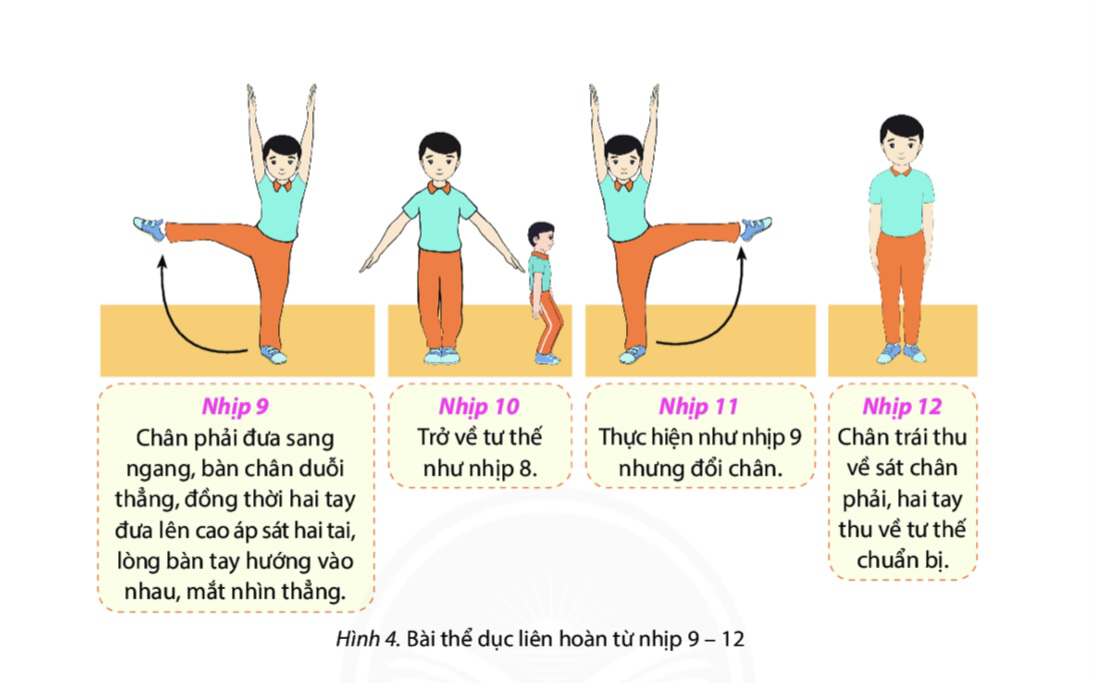 Nhịp 9
Chân phải đưa sang
ngang, bàn chân duỗi
thẳng, đồng thời hai tay
đưa lên cao áp sát hai tai,
lòng bàn tay hướng vào
nhau, mắt nhìn thẳng.
Nhịp 10
Trở về tư thế
như nhịp 8.
Nhịp 11
Thực hiện như nhịp 9
nhưng đổi chân.
Nhịp 12
Chân trái thu
về sát chân
phải, hai tay
thu về tư thế
chuẩn bị.
Hình 4. Bài thể dục liên hoàn từ nhịp 9 – 12